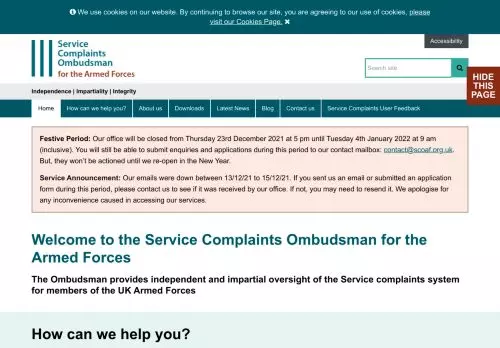 We use cookies on our website. By continuing to browse our site, you are agreeing to our use of cookies, please
visit our Cookies Page.
Accessibility
Service
Complaints
Ombudsman
for the Armed Forces
Search site
HIDE
THIS
PAGE
Independence | Impartiality | Integrity
Home How can we help you? About us Downloads Latest News Blog Contact us Service Complaints User Feedback
Festive Period: Our office will be closed from Thursday 23rd December 2021 at 5 pm until Tuesday 4th January 2022 at 9 am
(inclusive). You will still be able to submit enquiries and applications during this period to our contact mailbox: contact@scoaf.org.uk.
But, they won't be actioned until we re-open in the New Year.
Service Announcement: Our emails were down between 13/12/21 to 15/12/21. If you sent us an email or submitted an application
form during this period, please contact us to see if it was received by our office. If not, you may need to resend it. We apologise for
any inconvenience caused in accessing our services.
Welcome to the Service Complaints Ombudsman for the
Armed Forces
The Ombudsman provides independent and impartial oversight of the Service complaints system
for members of the UK Armed Forces
How can we help you?